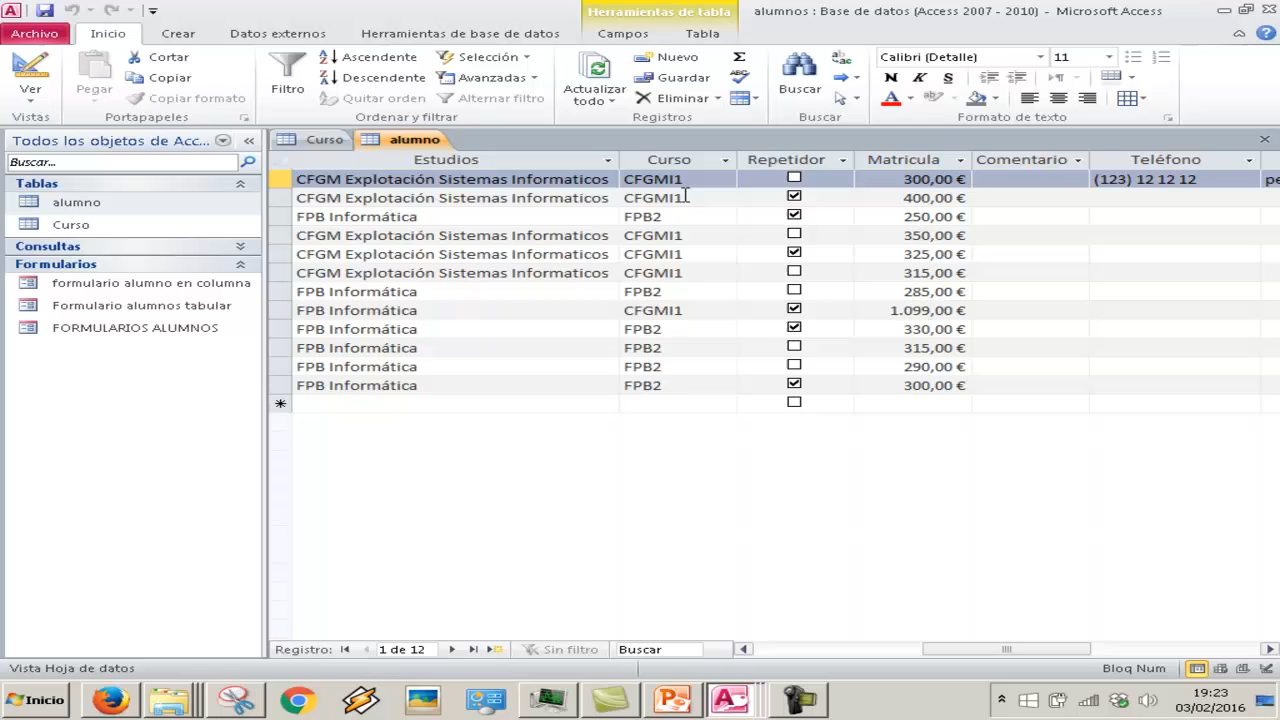 Herramientas de tabla
alumnos : Base de datos (Access 2007 - 2010) - Microsoft Access
Archivo Inicio Crear Datos externos Herramientas de base de datos Campos Tabla
Ver
Vistas
Pegar
Cortar
Copiar
Copiar formato
Portapapeles
Filtro
Ascendente
Descendente
Quitar orden
Selección
Avanzadas
Alternar filtro
Ordenar y filtrar
Actualizar todo
Nuevo
Guardar
Eliminar
Registros
Buscar
Buscar
Calibri (Detalle) 11
N K S
A
Formato de texto
Todos los objetos de Acc...
Buscar...
Tablas
alumno
Curso
Consultas
Formularios
formulario alumno en columna
Formulario alumnos tabular
FORMULARIOS ALUMNOS
Curso alumno
Estudios Curso Repetidor Matricula Comentario Teléfono
CFGM Explotación Sistemas Informaticos CFGMI1 300,00 € (123) 12 12 12 pe
CFGM Explotación Sistemas Informaticos CFGMI1 400,00 €
FPB Informática FPB2 250,00 €
CFGM Explotación Sistemas Informaticos CFGMI1 350,00 €
CFGM Explotación Sistemas Informaticos CFGMI1 325,00 €
CFGM Explotación Sistemas Informaticos CFGMI1 315,00 €
FPB Informática FPB2 285,00 €
FPB Informática CFGMI1 1.099,00 €
FPB Informática FPB2 330,00 €
FPB Informática FPB2 315,00 €
FPB Informática FPB2 290,00 €
FPB Informática FPB2 300,00 €
Registro: 1 de 12 Sin filtro Buscar
Vista Hoja de datos Bloq Num
Inicio
19:23
03/02/2016